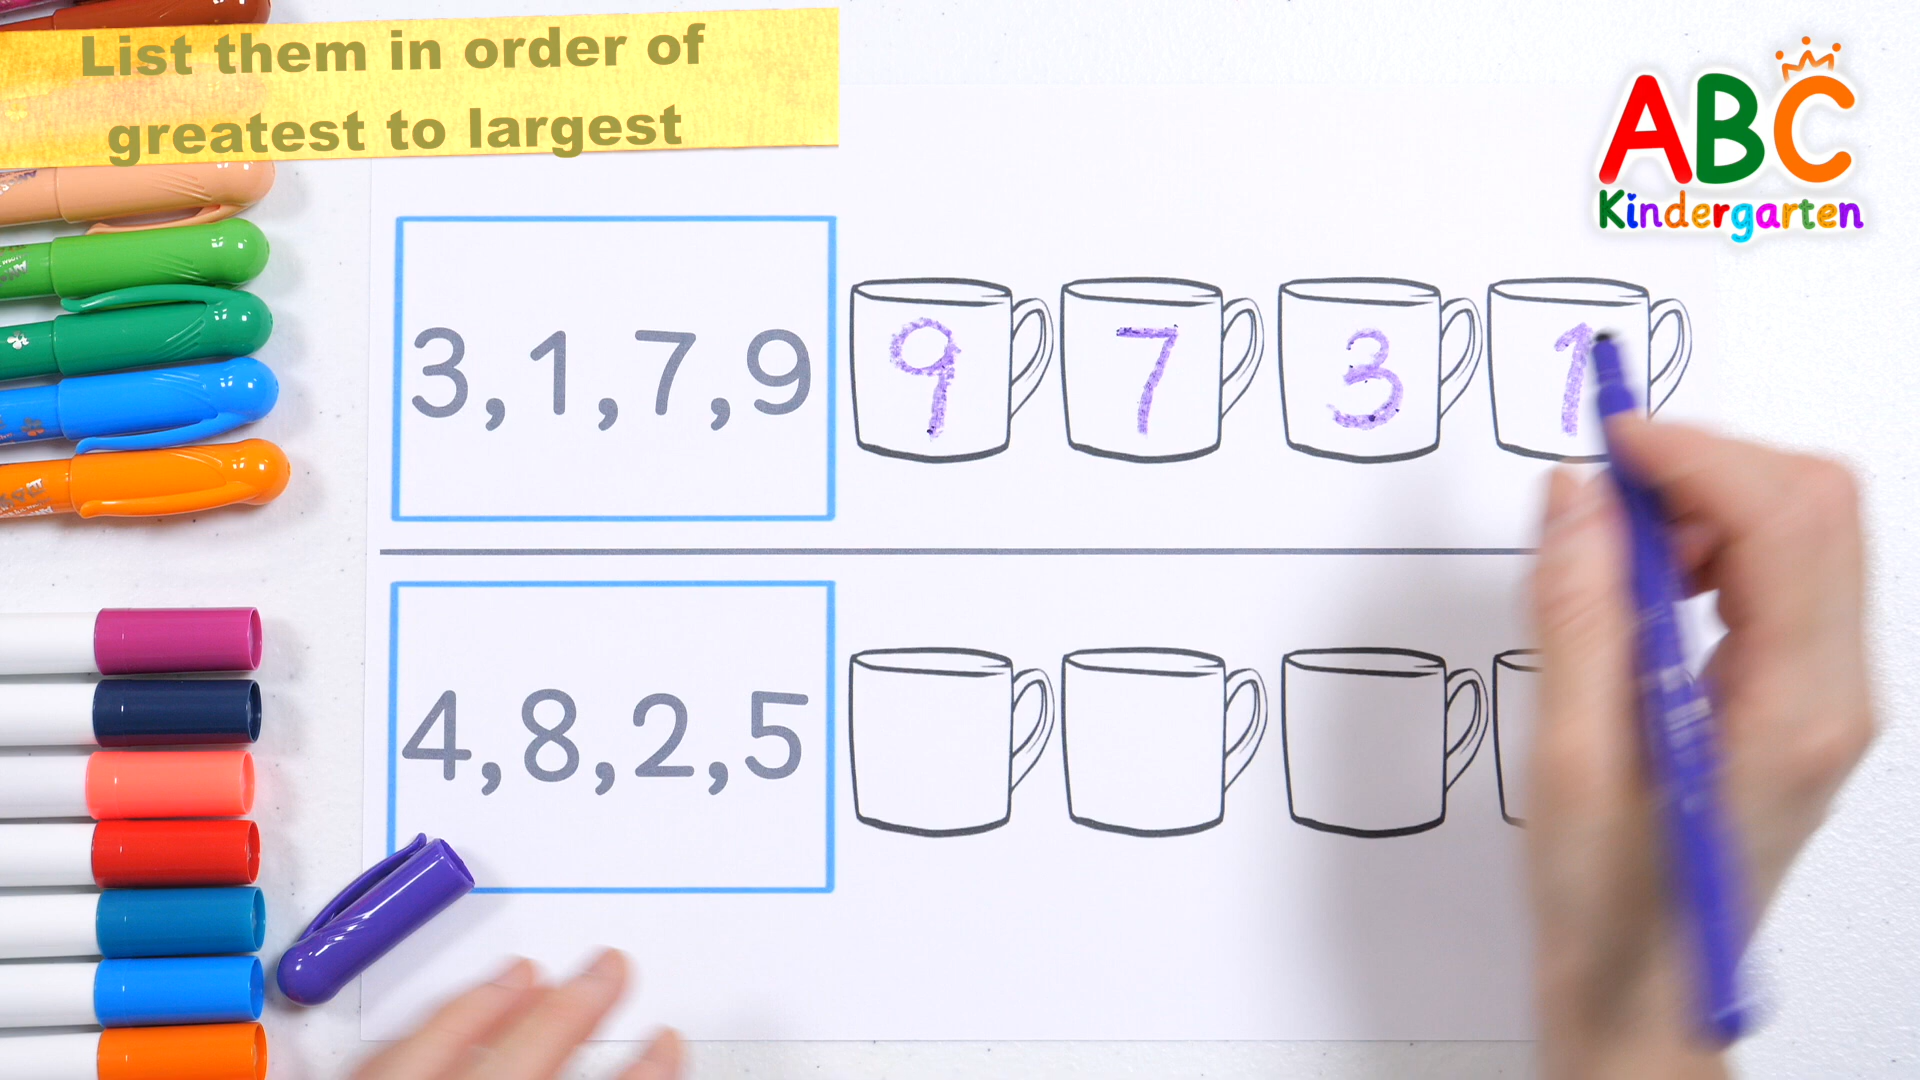 List them in order of
greatest to largest
ABC
Kindergarten
3,1,7,9
9 7 3 1
4,8,2,5